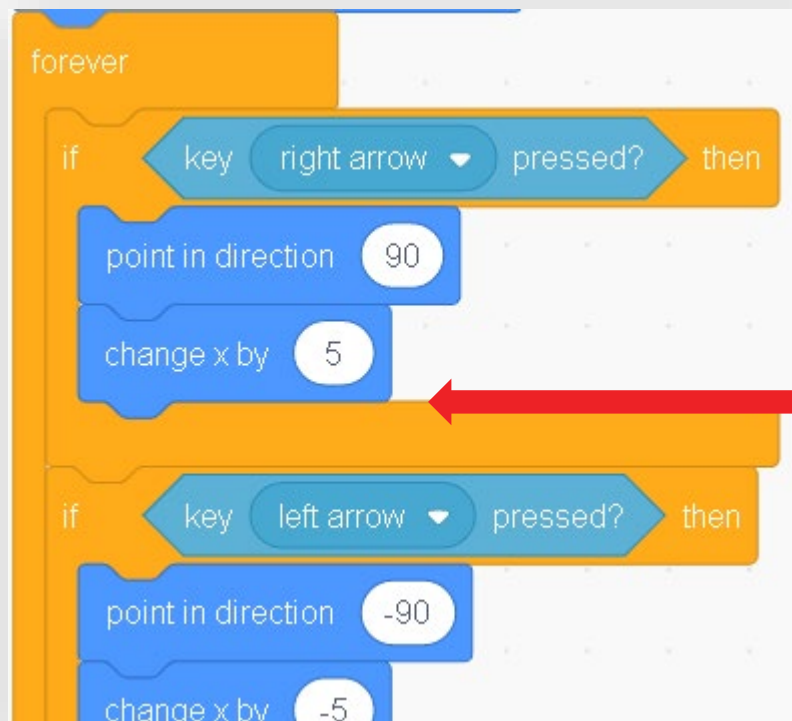 forever
if key right arrow pressed? then
point in direction 90
change x by 5
if key left arrow pressed? then
point in direction -90
change x by -5